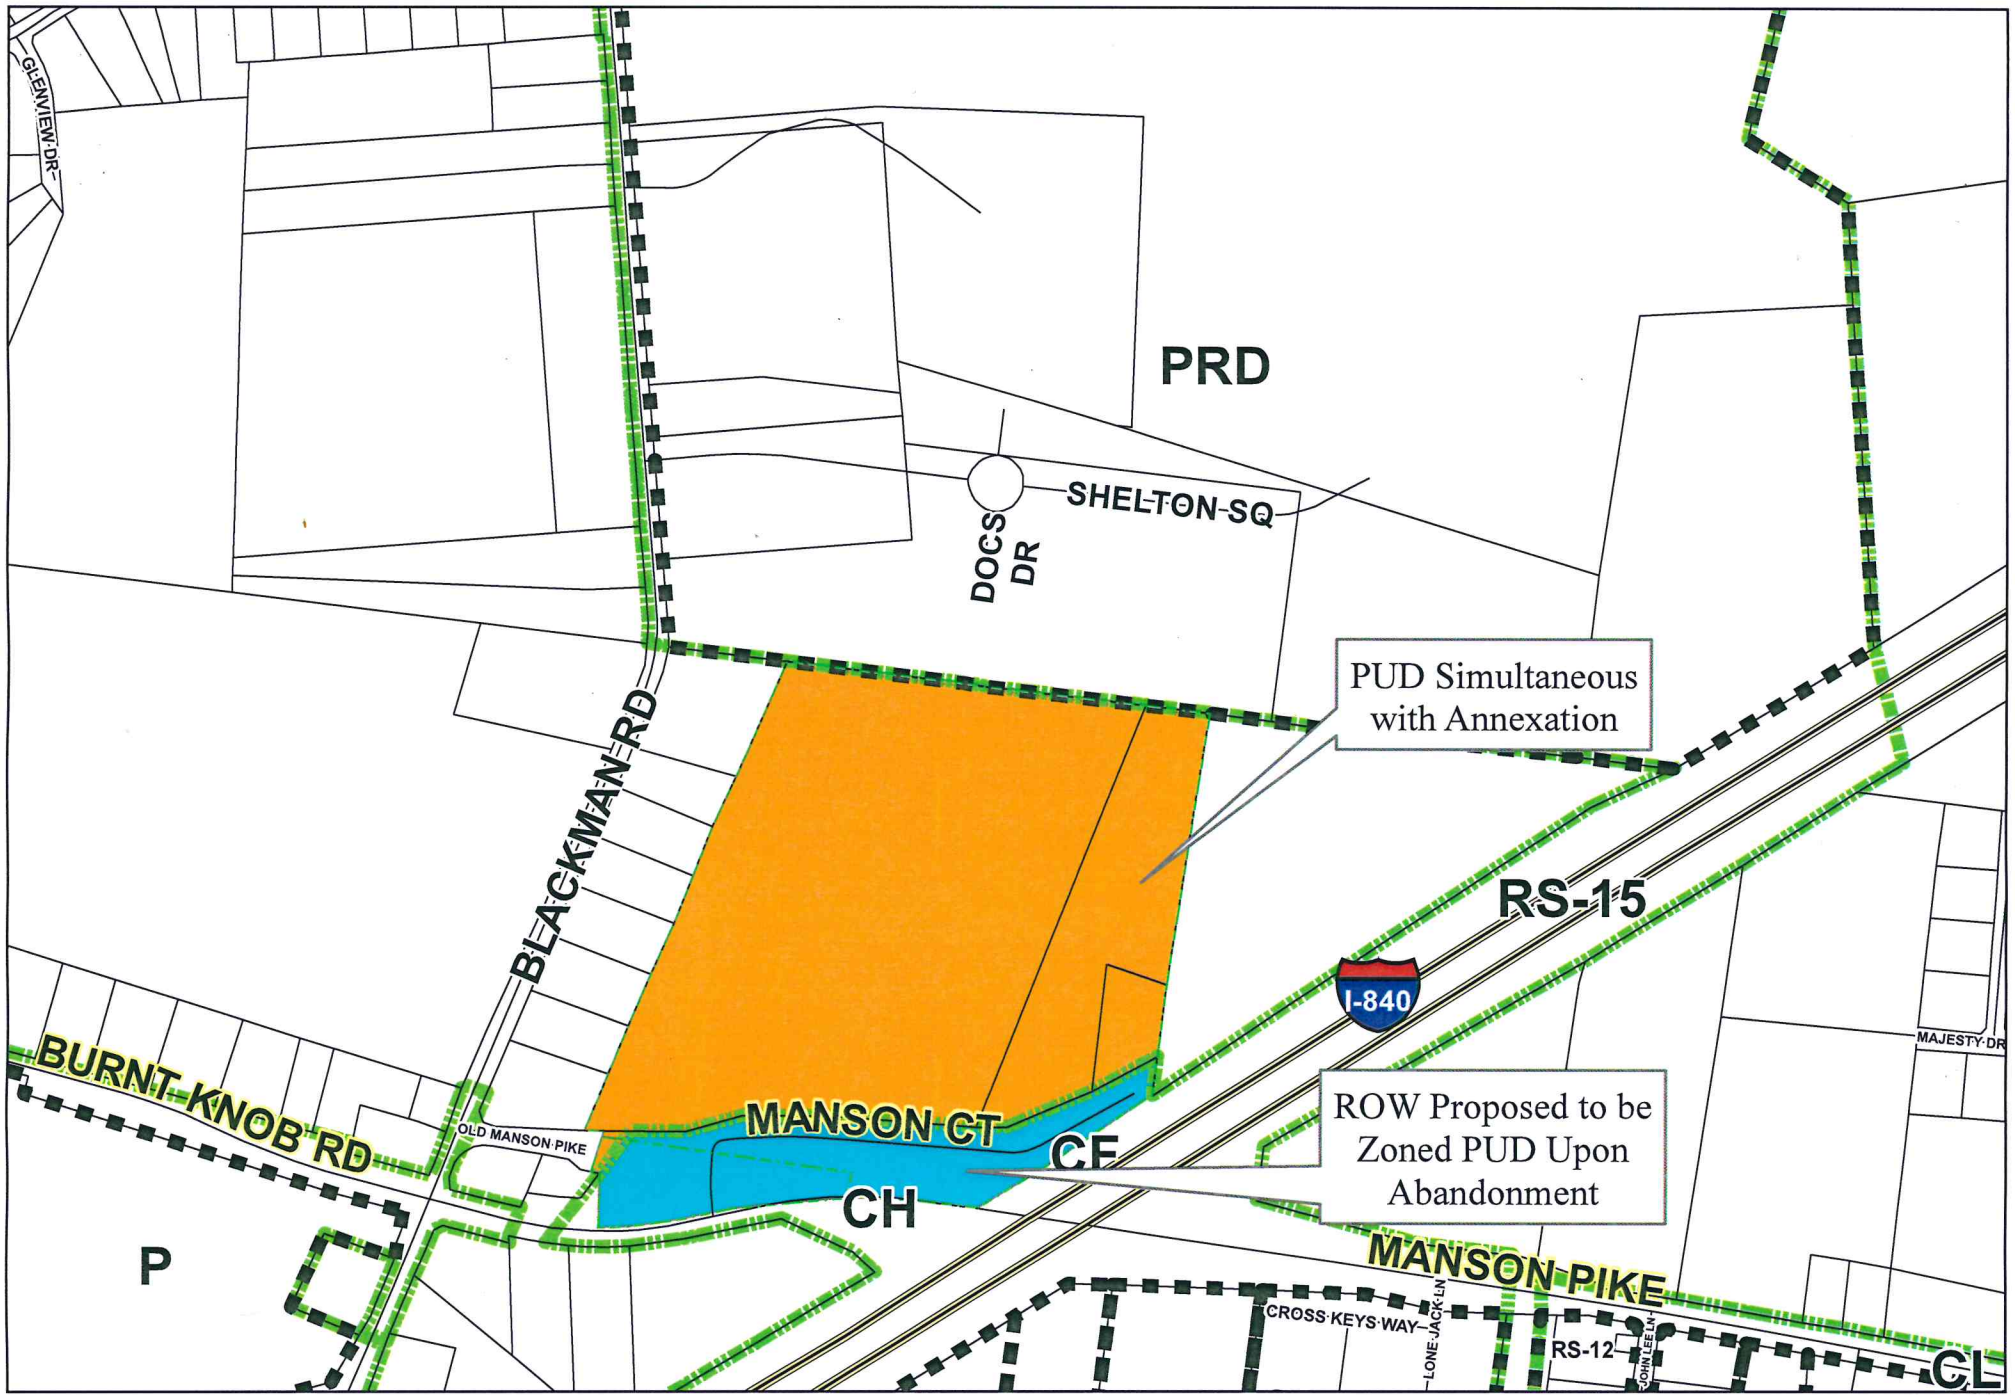 GLENVIEW DR
PRD
SHELTON SQ
DOCS
DR
PUD Simultaneous
with Annexation
BLACKMAN RD
RS-15
I-840
MAJESTY DR
BURNT KNOB RD
OLD MANSON PIKE
MANSON CT
CF
ROW Proposed to be
Zoned PUD Upon
Abandonment
CH
P
MANSON PIKE
CROSS KEYS WAY
LONE JACK LN
RS-12
JOHN LEE LN
CL